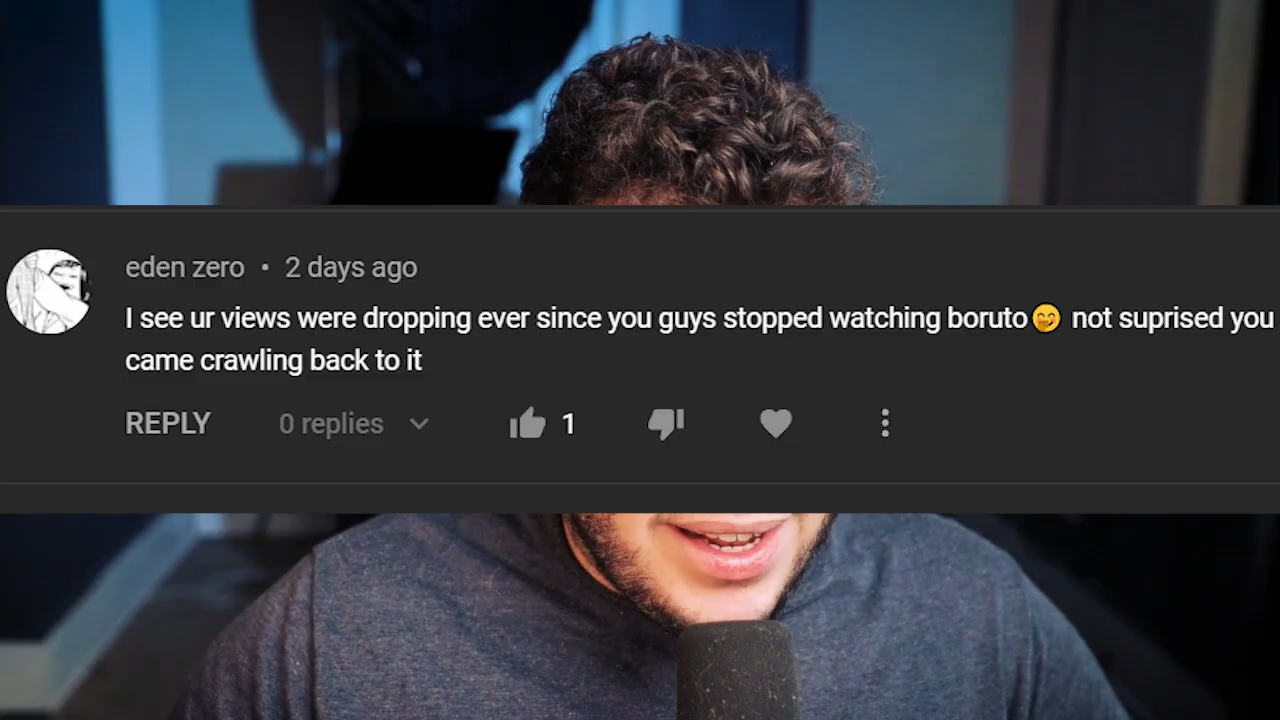 eden zero • 2 days ago
I see ur views were dropping ever since you guys stopped watching boruto🤭 not suprised you
came crawling back to it
REPLY 0 replies 1